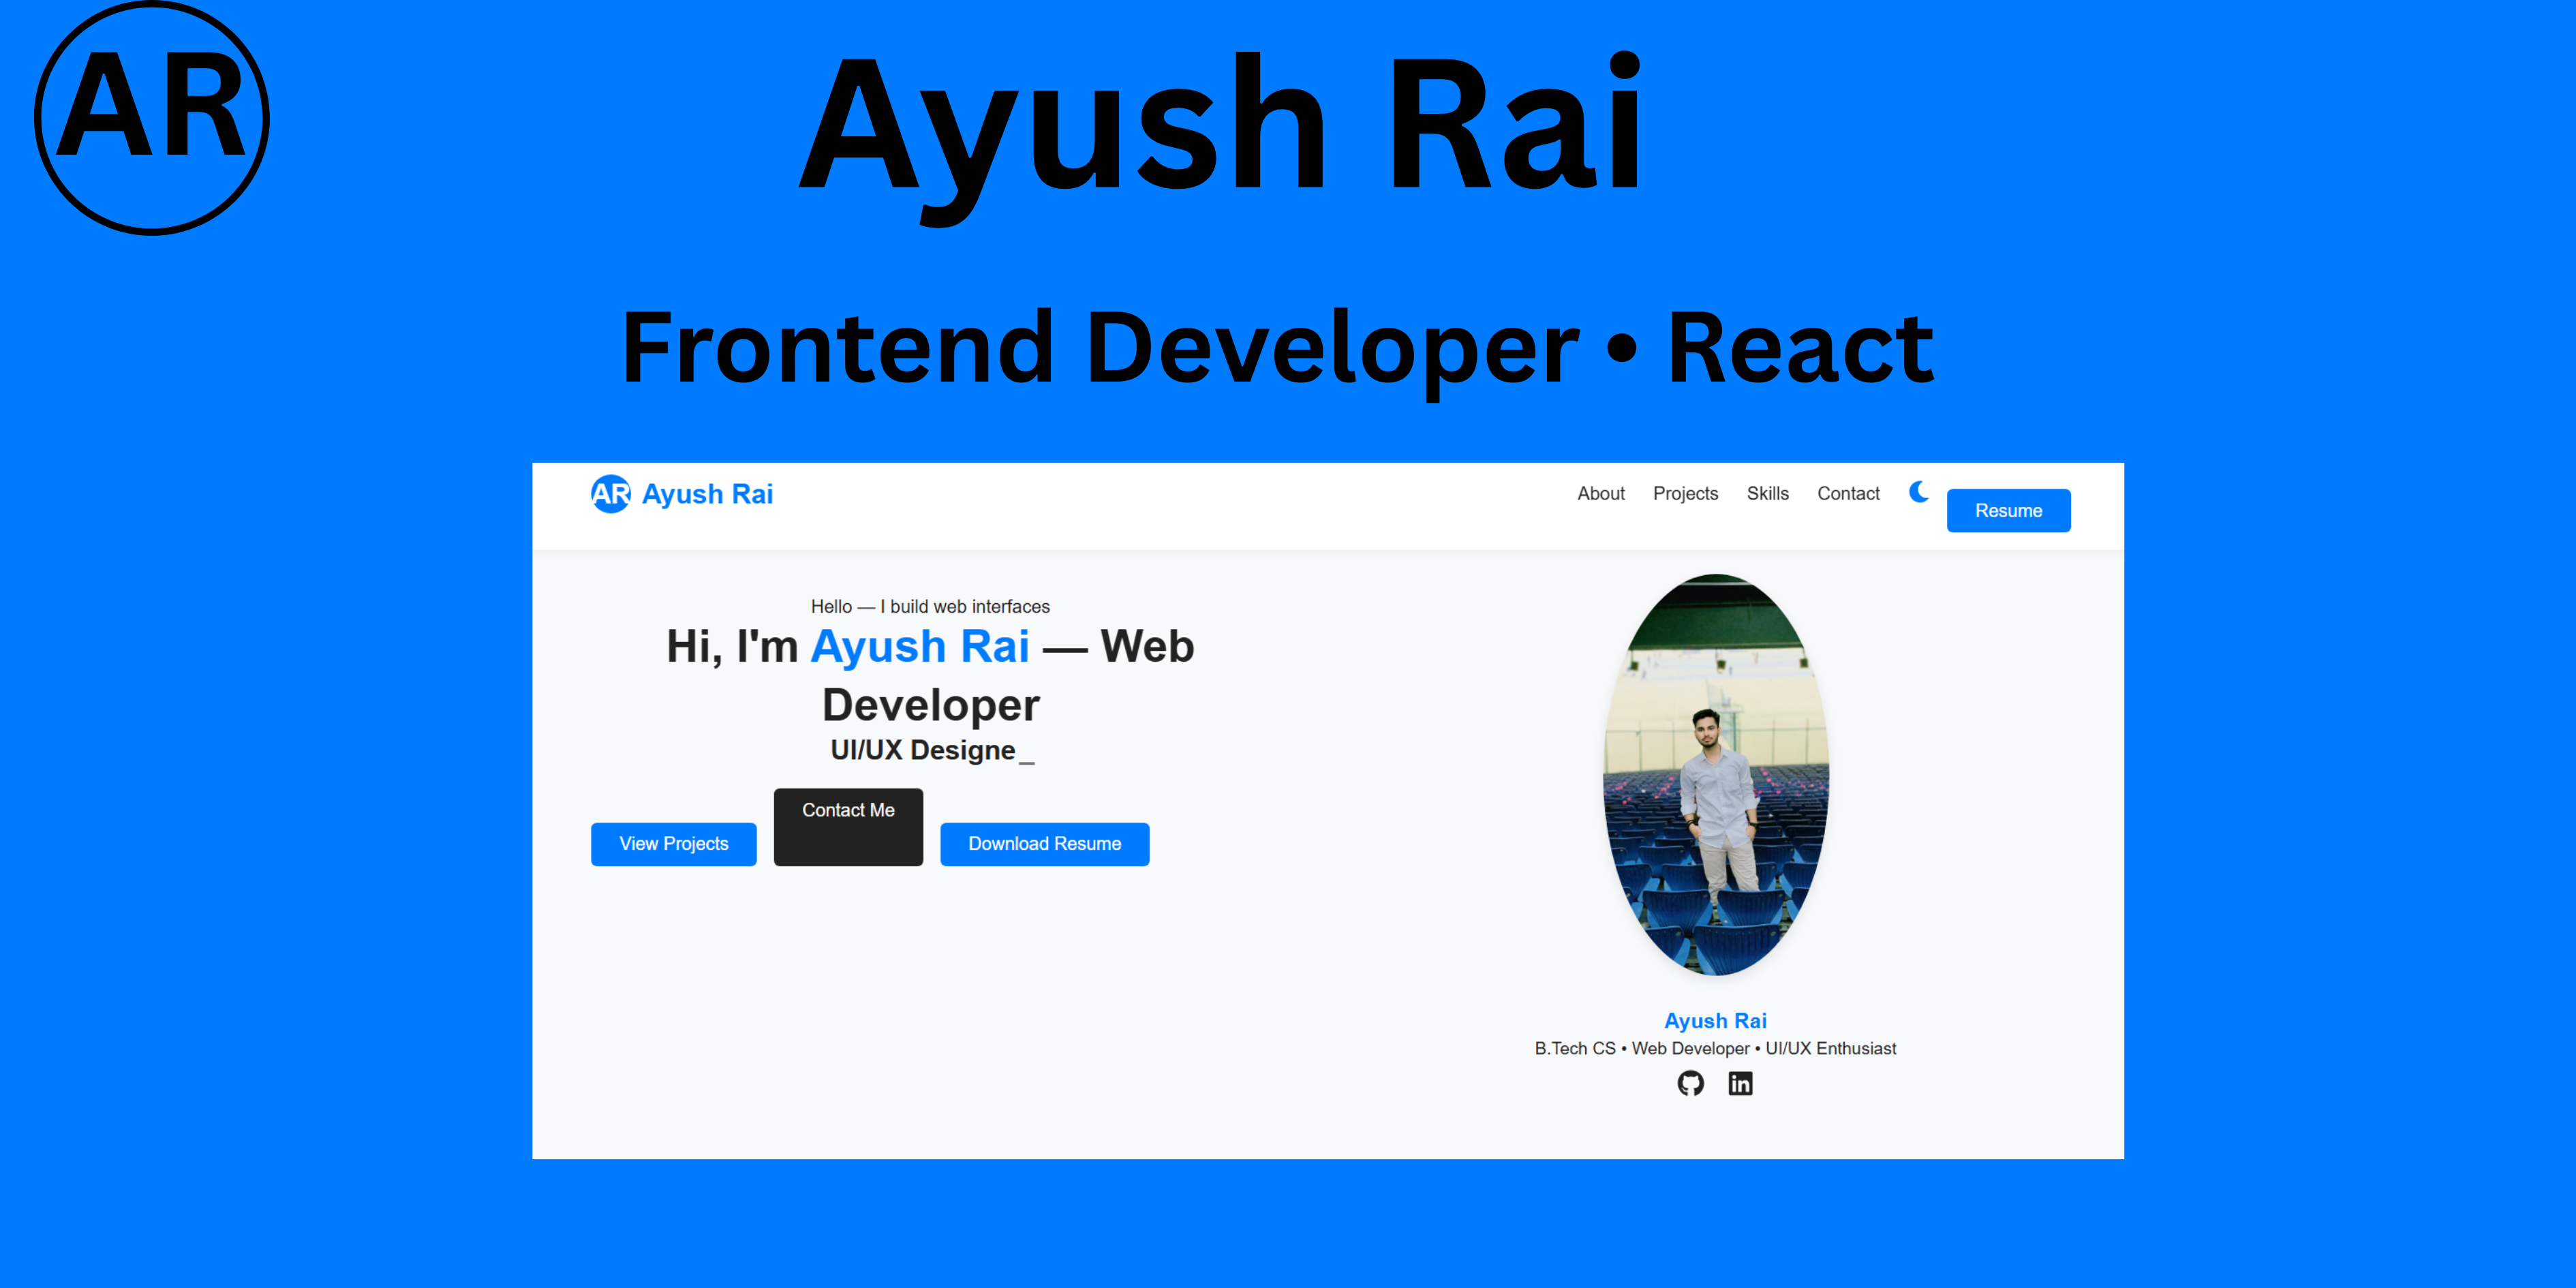 AR
Ayush Rai
Frontend Developer • React
AR Ayush Rai
About Projects Skills Contact Resume
Hello — I build web interfaces
Hi, I'm Ayush Rai — Web
Developer
UI/UX Designe_
View Projects Contact Me Download Resume
Ayush Rai
B.Tech CS • Web Developer • UI/UX Enthusiast
in